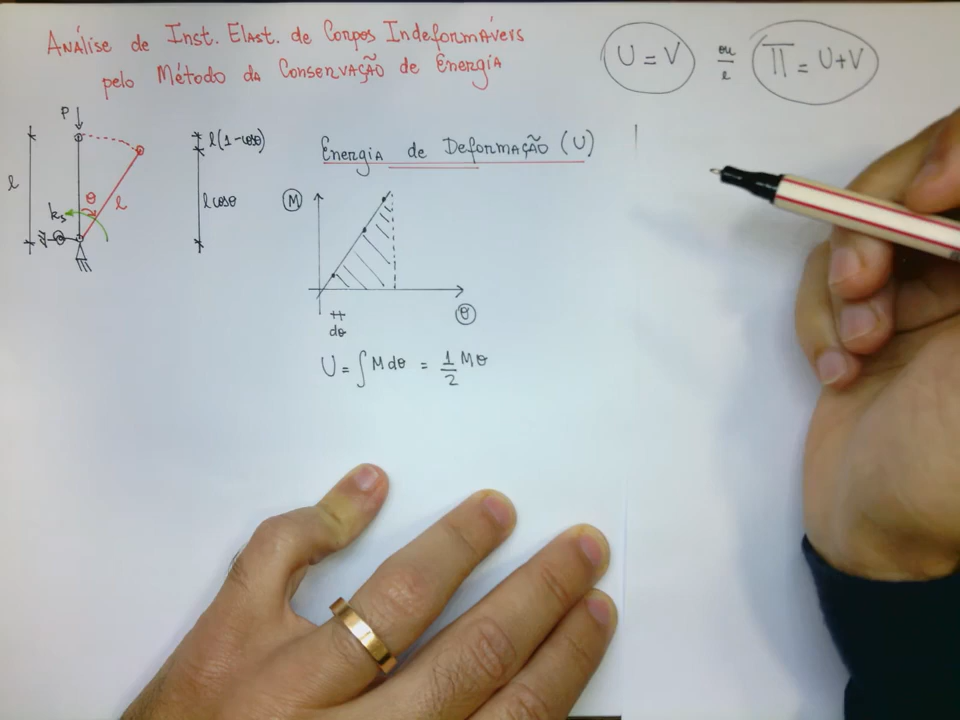 Análise de Inst. Elast. de Corpos Indeformáveis
pelo Método da Conservação de Energia
U = V ou Π = U+V
P
l
θ
l
ks
l(1-cosθ)
l cosθ
Energia de Deformação (U)
M
θ
dθ
U = ∫ M dθ = 1/2 Mθ